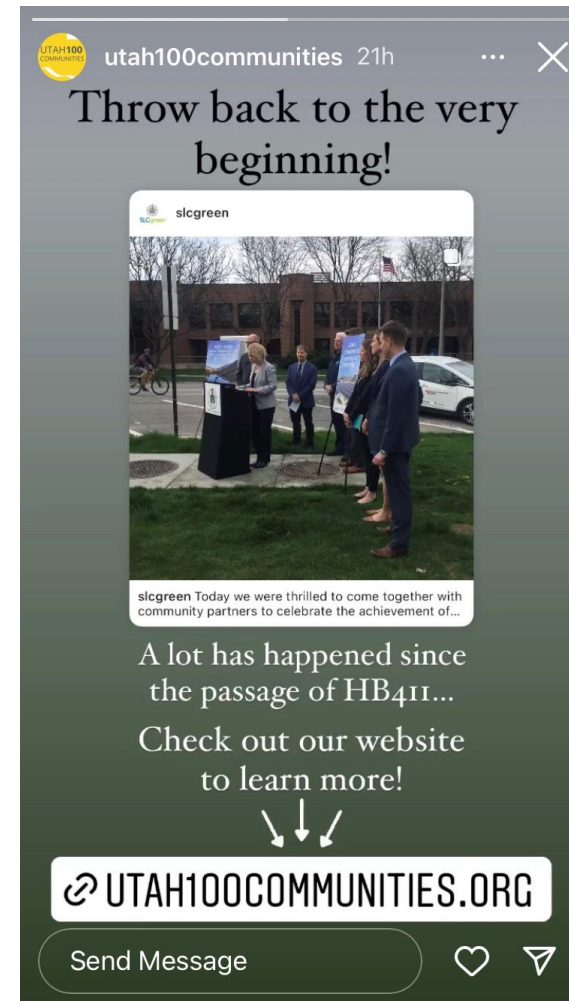 UTAH100
COMMUNITIES
utah100communities 21h
Throw back to the very
beginning!
SLCgreen
slcgreen
slcgreen Today we were thrilled to come together with
community partners to celebrate the achievement of...
A lot has happened since
the passage of HB411...
Check out our website
to learn more!
UTAH100COMMUNITIES.ORG
Send Message